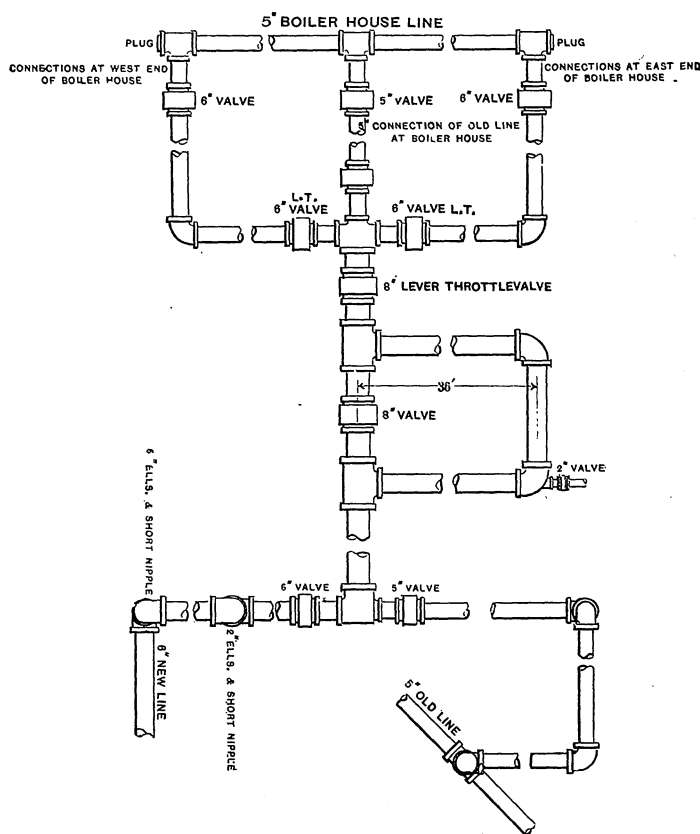 5" BOILER HOUSE LINE
PLUG
PLUG
CONNECTIONS AT WEST END
OF BOILER HOUSE
CONNECTIONS AT EAST END
OF BOILER HOUSE
6" VALVE
5" VALVE
6" VALVE
5" CONNECTION OF OLD LINE
AT BOILER HOUSE
L.T.
6" VALVE
6" VALVE L.T.
8" LEVER THROTTLEVALVE
36'
8" VALVE
2" VALVE
6" ELLS. & SHORT NIPPLE
6" VALVE
5" VALVE
6" NEW LINE
2" ELLS. & SHORT NIPPLE
5" OLD LINE